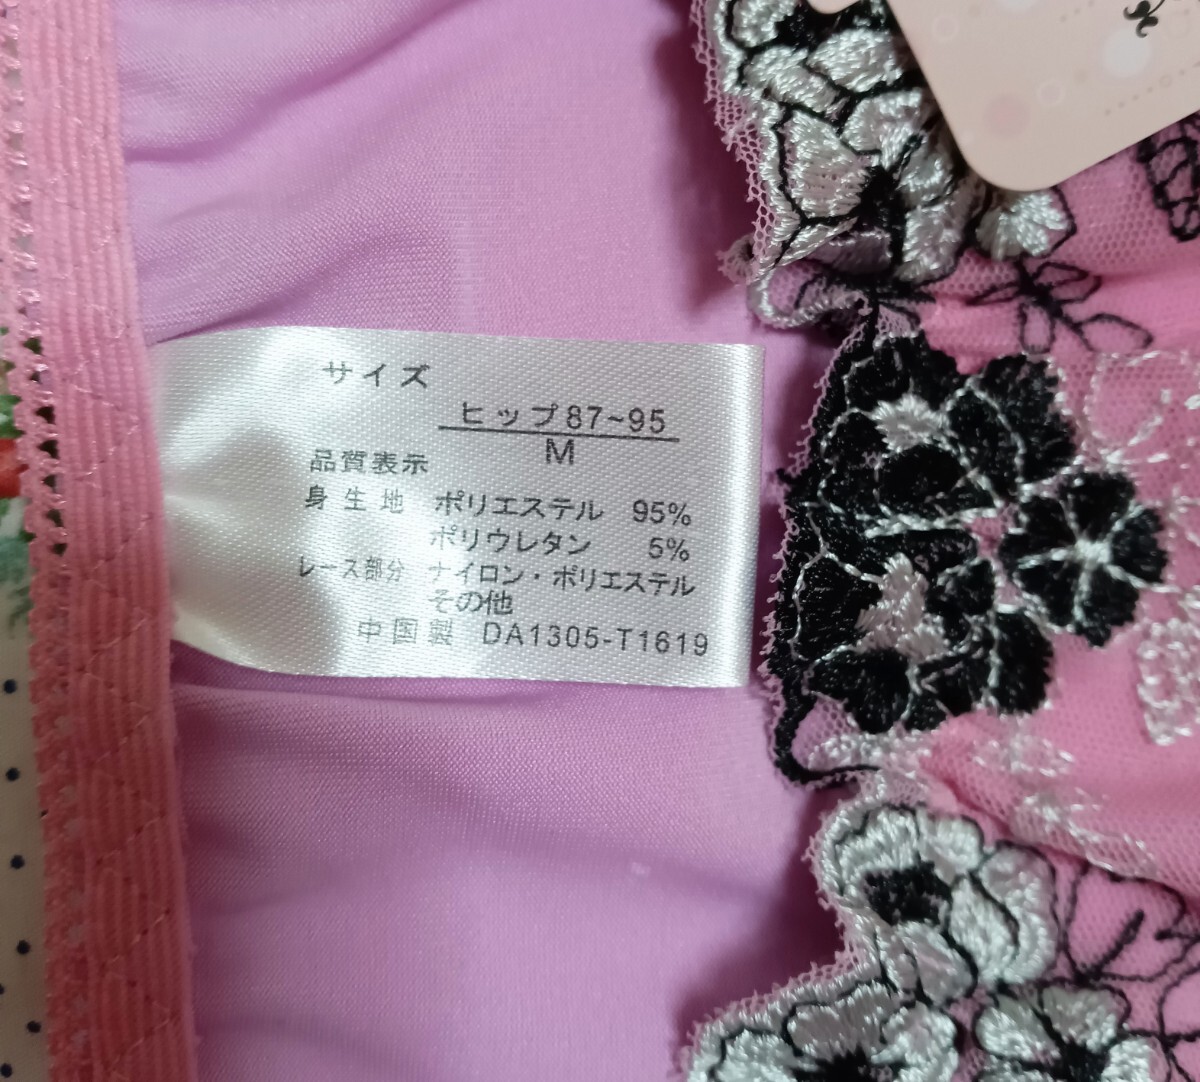 サイズ
ヒップ87~95
M
品質表示
身生地 ポリエステル 95%
ポリウレタン 5%
レース部分 ナイロン・ポリエステル
その他
中国製 DA1305-T1619